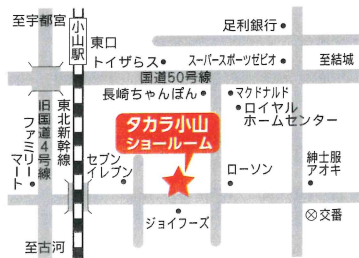 至宇都宮
小山駅
東口
足利銀行
トイザらス
スーパースポーツゼビオ
至結城
国道50号線
長崎ちゃんぽん
マクドナルド
ロイヤル
ホームセンター
タカラ小山
ショールーム
旧国道4号線
東北新幹線
ファミリー
マート
セブン
イレブン
ローソン
紳士服
アオキ
ジョイフーズ
交番
至古河